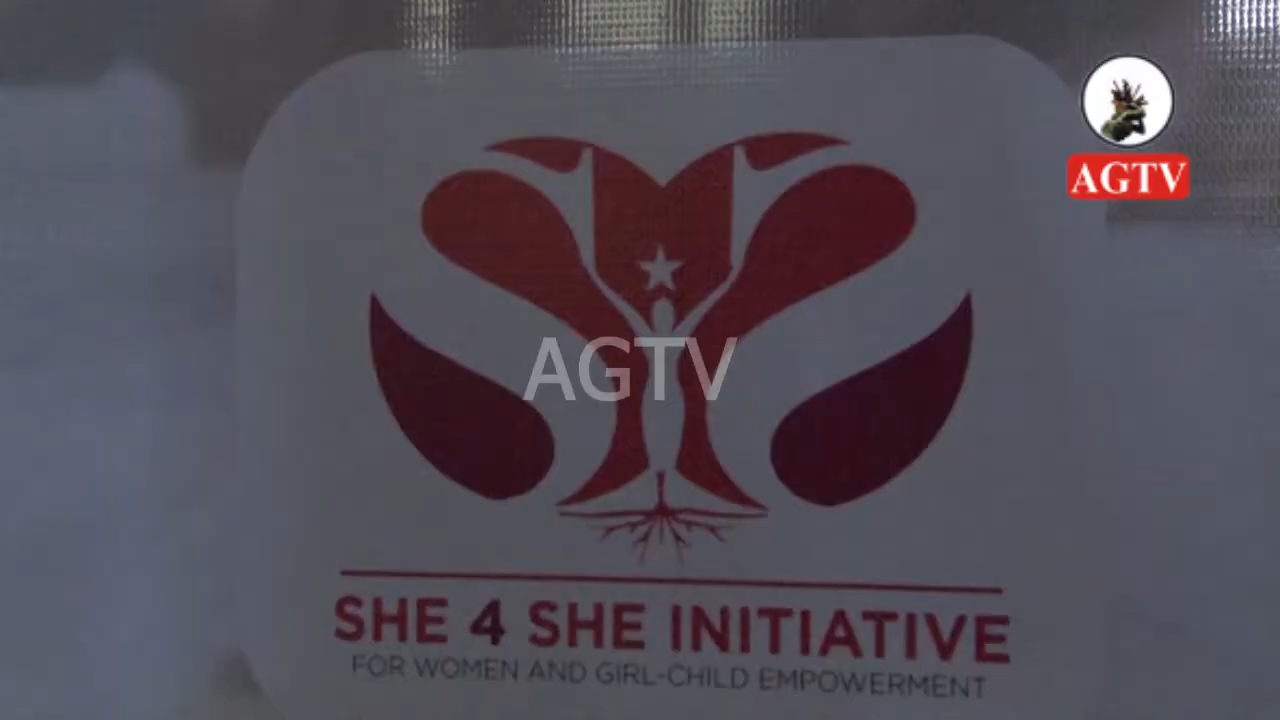 AGTV
AGTV
SHE 4 SHE INITIATIVE
FOR WOMEN AND GIRL-CHILD EMPOWERMENT